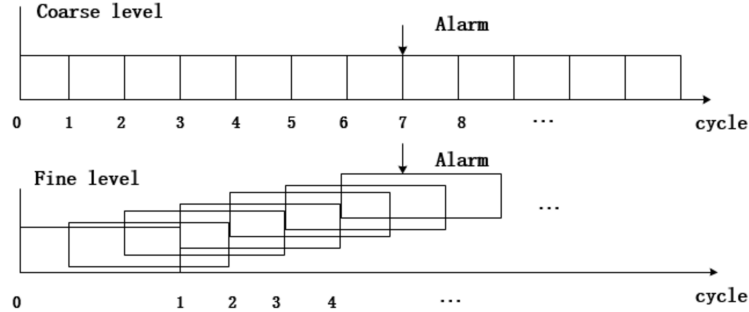 Coarse level
Alarm
0 1 2 3 4 5 6 7 8 ... cycle
Alarm
Fine level
...
0 1 2 3 4 ... cycle